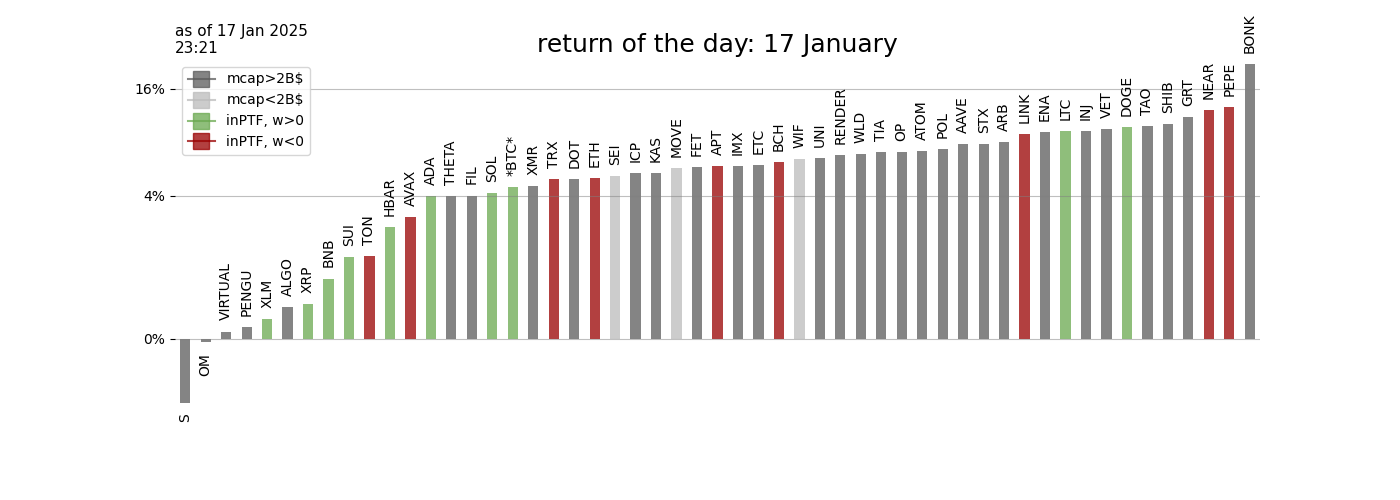 as of 17 Jan 2025
23:21
return of the day: 17 January
mcap>2B$
mcap<2B$
inPTF, w>0
inPTF, w<0
16%
4%
0%
S
OM
VIRTUAL
PENGU
XLM
ALGO
XRP
BNB
SUI
TON
HBAR
AVAX
ADA
THETA
FIL
SOL
*BTC*
XMR
TRX
DOT
ETH
SEI
ICP
KAS
MOVE
FET
APT
IMX
ETC
BCH
WIF
UNI
RENDER
WLD
TIA
OP
ATOM
POL
AAVE
STX
ARB
LINK
ENA
LTC
INJ
VET
DOGE
TAO
SHIB
GRT
NEAR
PEPE
BONK